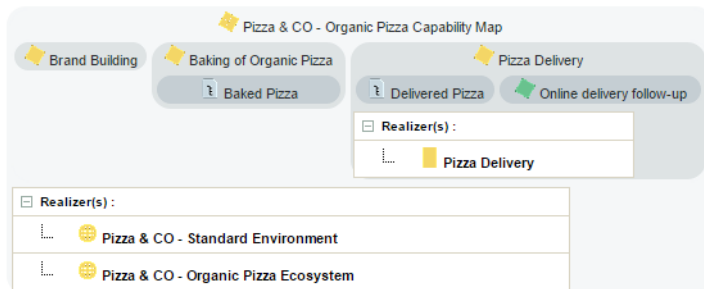 Pizza & CO - Organic Pizza Capability Map
Brand Building
Baking of Organic Pizza
Pizza Delivery
Baked Pizza
Delivered Pizza
Online delivery follow-up
Realizer(s) :
Pizza Delivery
Realizer(s) :
Pizza & CO - Standard Environment
Pizza & CO - Organic Pizza Ecosystem